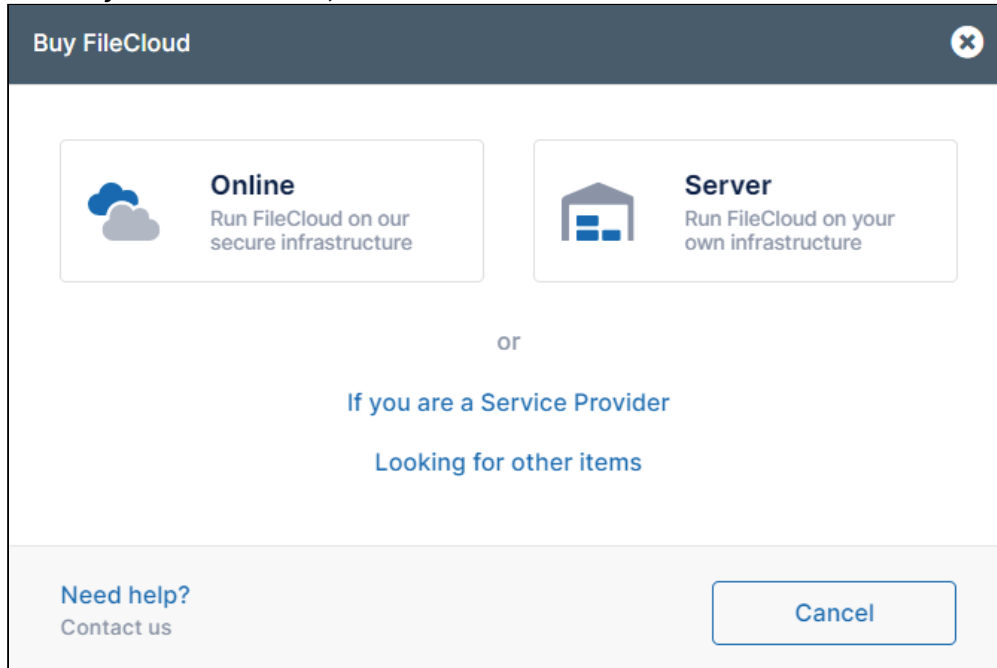 Buy FileCloud
Online
Run FileCloud on our
secure infrastructure
Server
Run FileCloud on your
own infrastructure
or
If you are a Service Provider
Looking for other items
Need help?
Contact us
Cancel